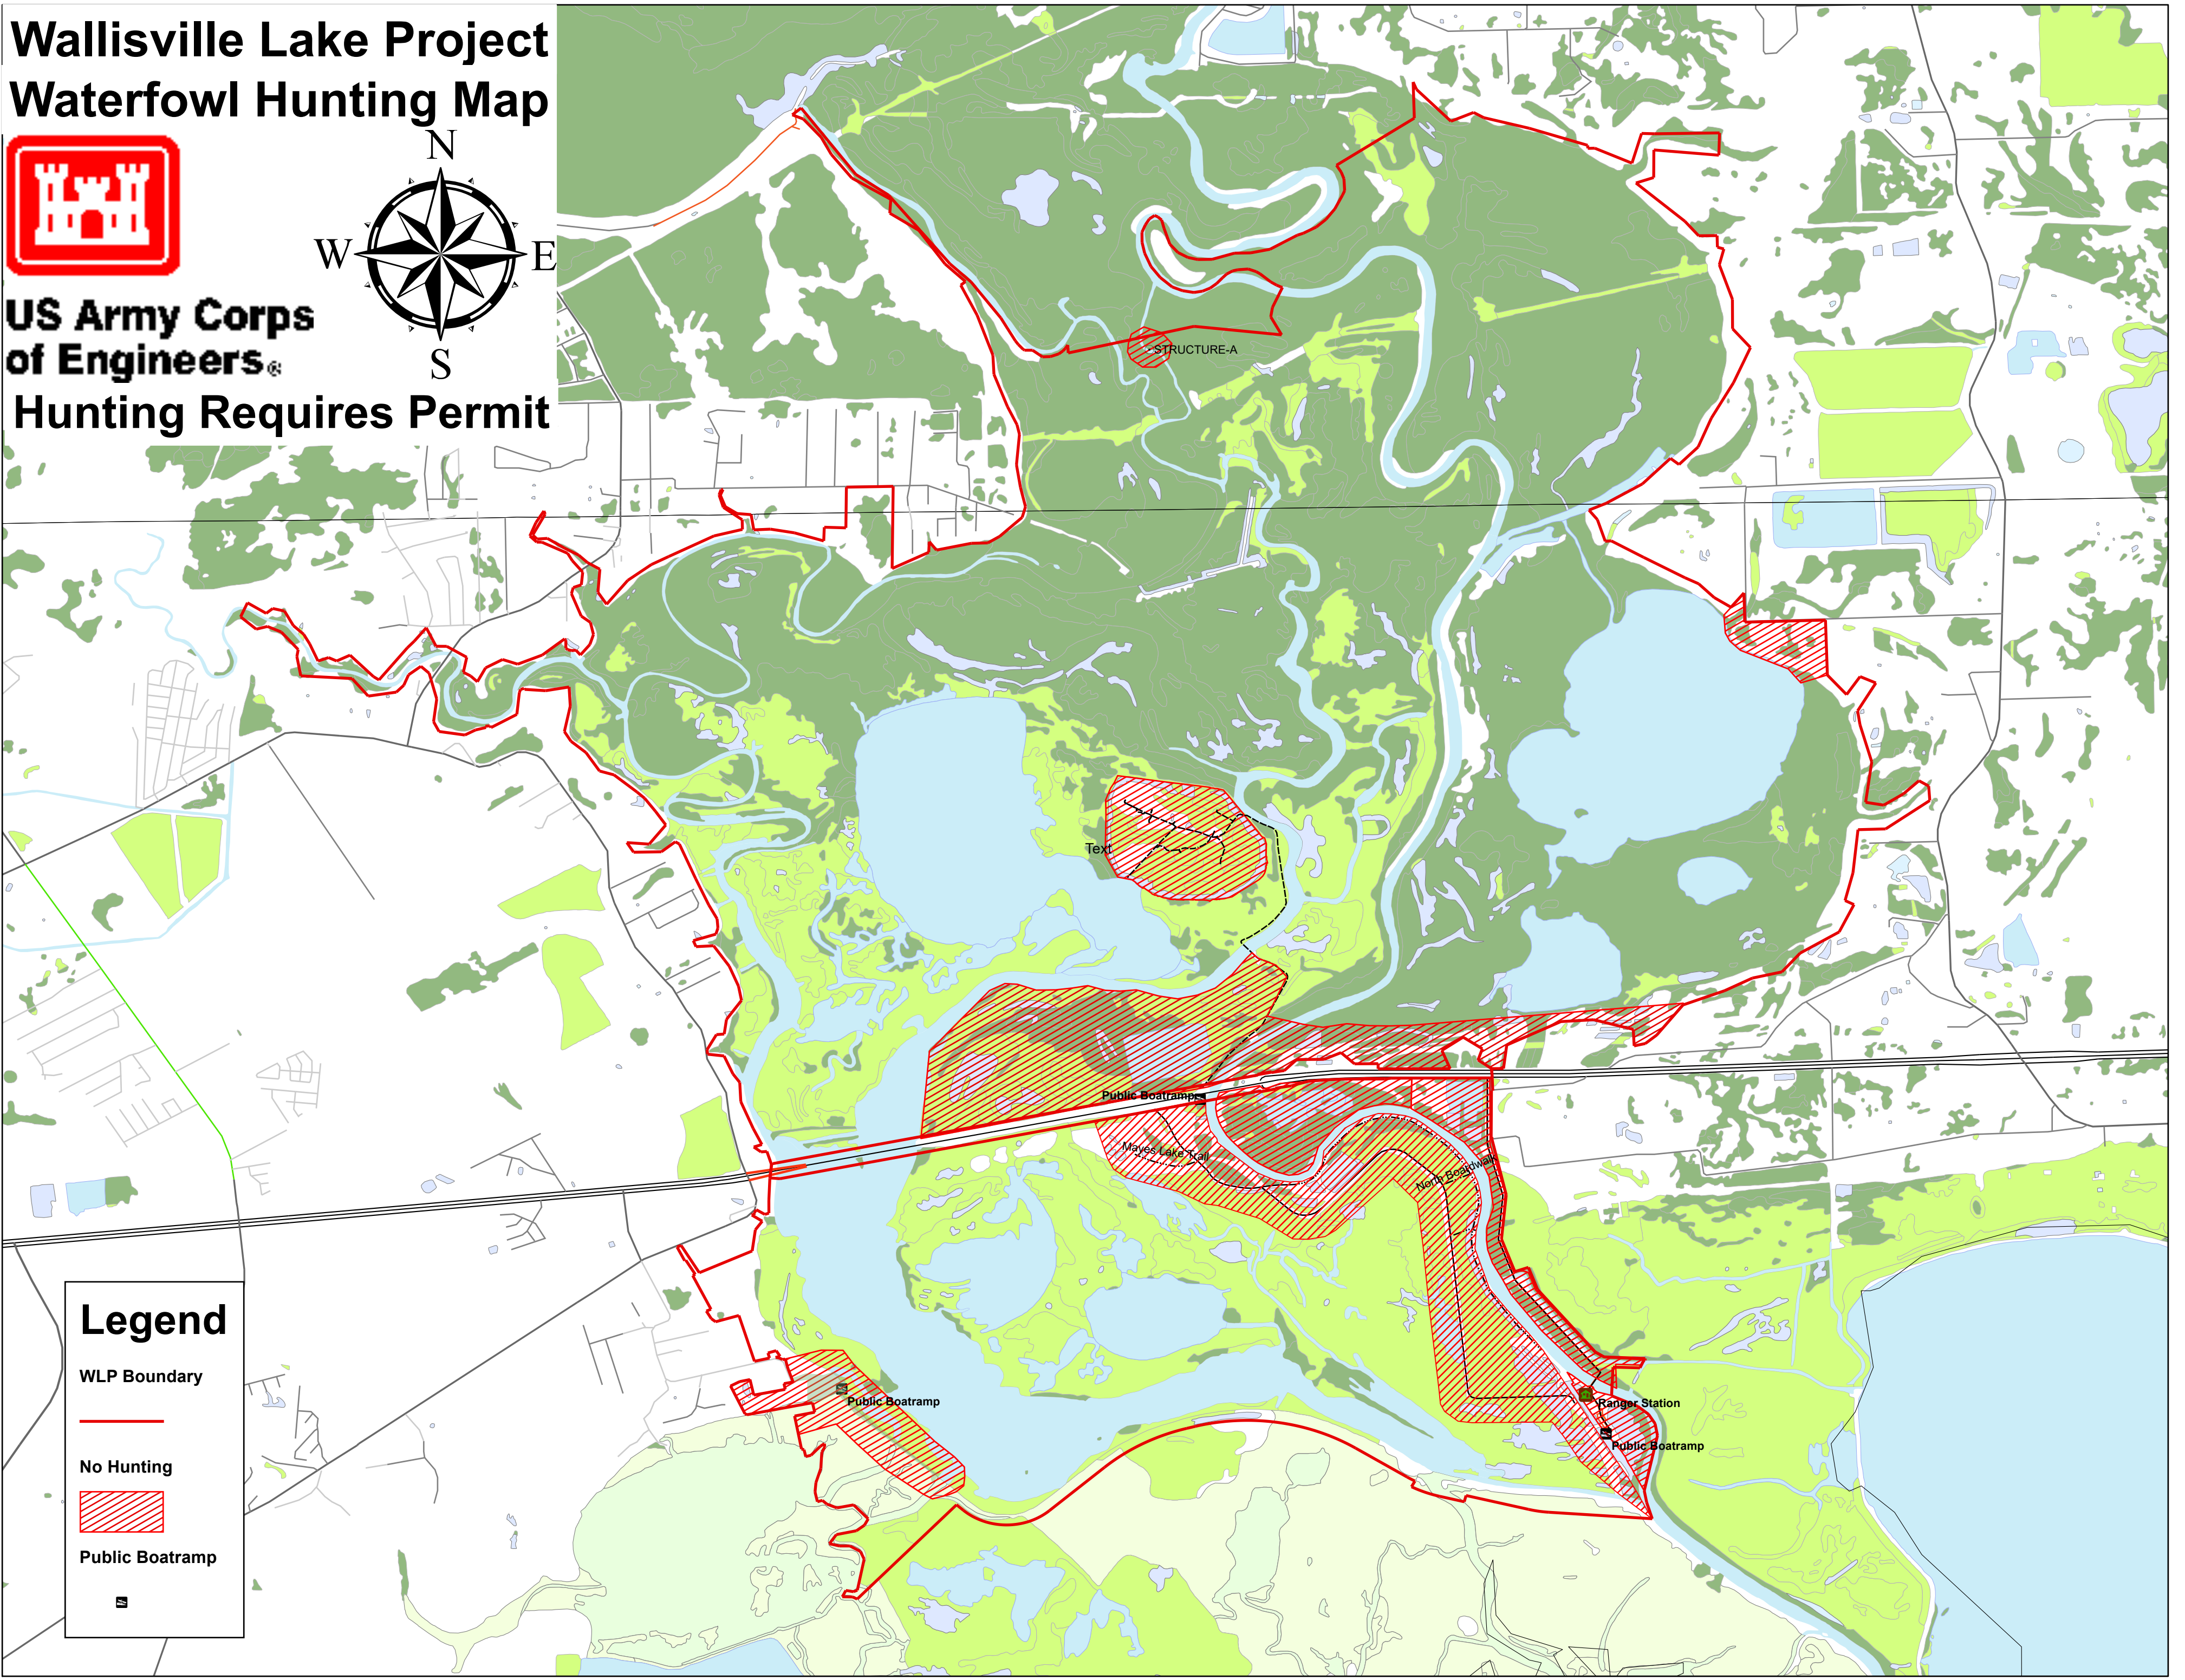 Wallisville Lake Project
Waterfowl Hunting Map
N
W
E
S
US Army Corps
of Engineers®
Hunting Requires Permit
STRUCTURE-A
Text
Public Boatramp
Mayes Lake Trail
North Boardwalk
Public Boatramp
Ranger Station
Public Boatramp
Legend
WLP Boundary
No Hunting
Public Boatramp